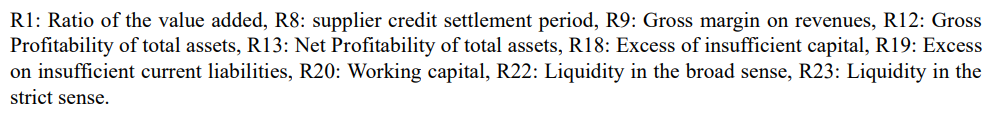 R1: Ratio of the value added, R8: supplier credit settlement period, R9: Gross margin on revenues, R12: Gross
Profitability of total assets, R13: Net Profitability of total assets, R18: Excess of insufficient capital, R19: Excess
on insufficient current liabilities, R20: Working capital, R22: Liquidity in the broad sense, R23: Liquidity in the
strict sense.